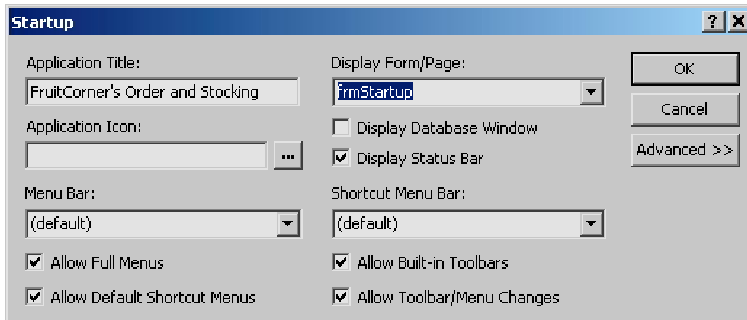 Startup
Application Title:
Display Form/Page:
OK
FruitCorner's Order and Stocking
frmStartup
Cancel
Application Icon:
Display Database Window
...
Display Status Bar
Advanced >>
Menu Bar:
Shortcut Menu Bar:
(default)
(default)
Allow Full Menus
Allow Built-in Toolbars
Allow Default Shortcut Menus
Allow Toolbar/Menu Changes